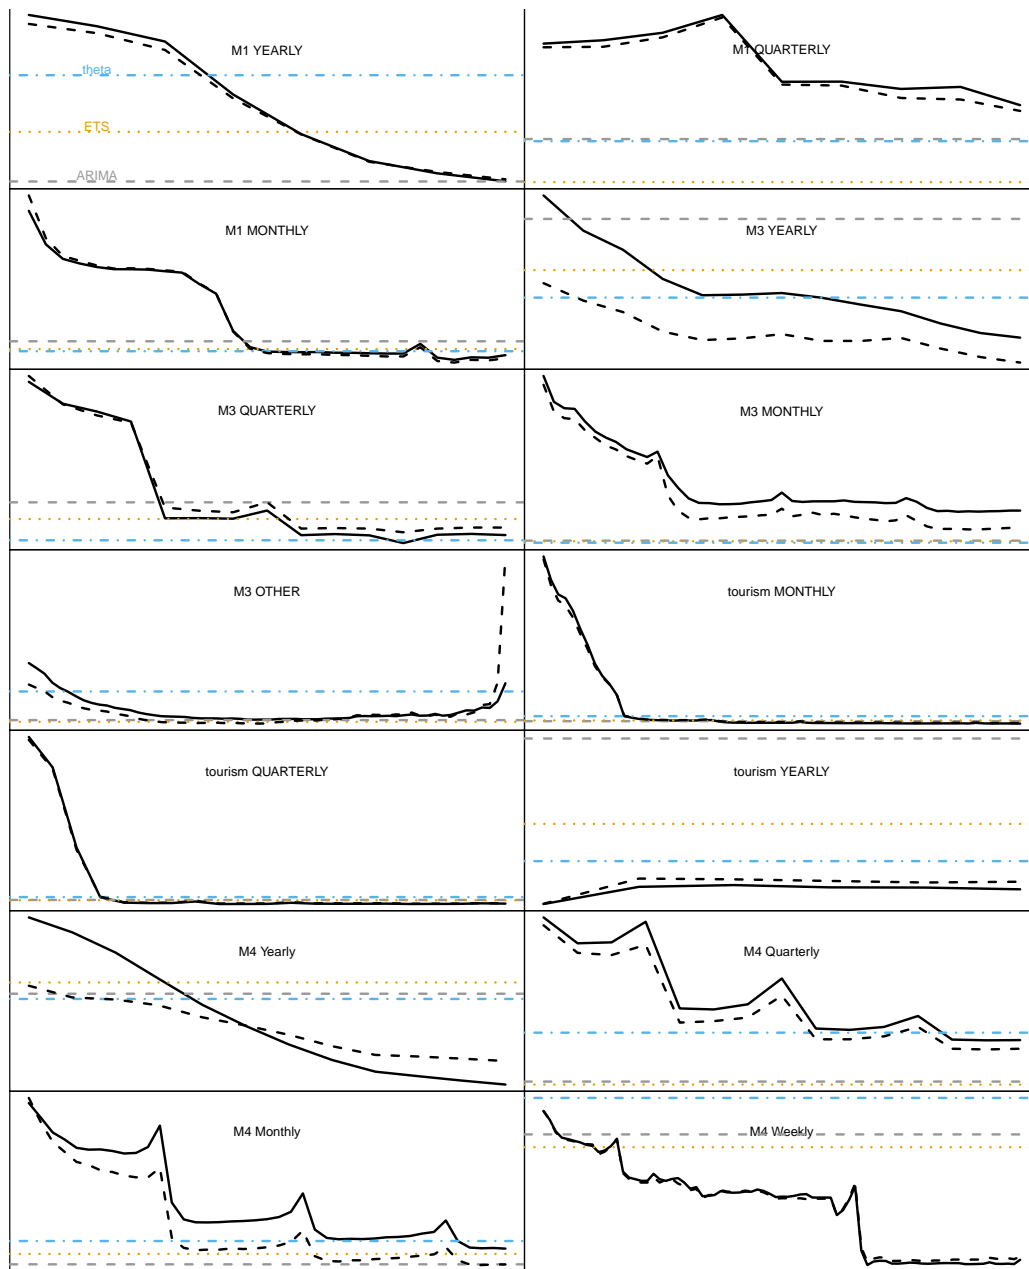 M1 YEARLY
theta
ETS
ARIMA
M1 QUARTERLY
M1 MONTHLY
M3 YEARLY
M3 QUARTERLY
M3 MONTHLY
M3 OTHER
tourism MONTHLY
tourism QUARTERLY
tourism YEARLY
M4 Yearly
M4 Quarterly
M4 Monthly
M4 Weekly